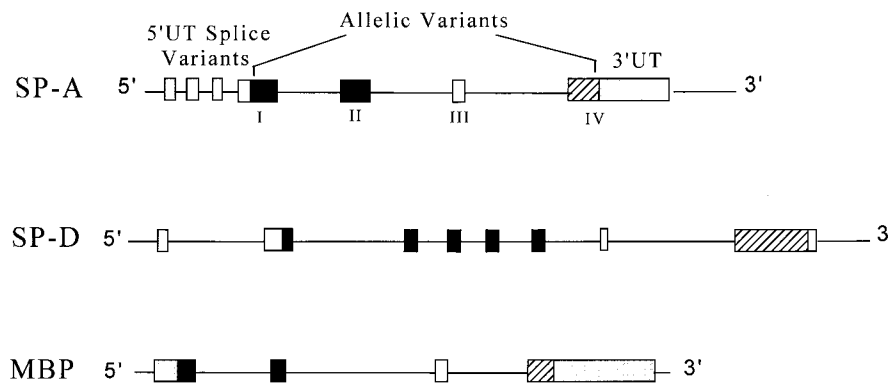 5'UT Splice
Variants
Allelic Variants
3'UT
SP-A 5' 3'
I II III IV
SP-D 5' 3
MBP 5' 3'